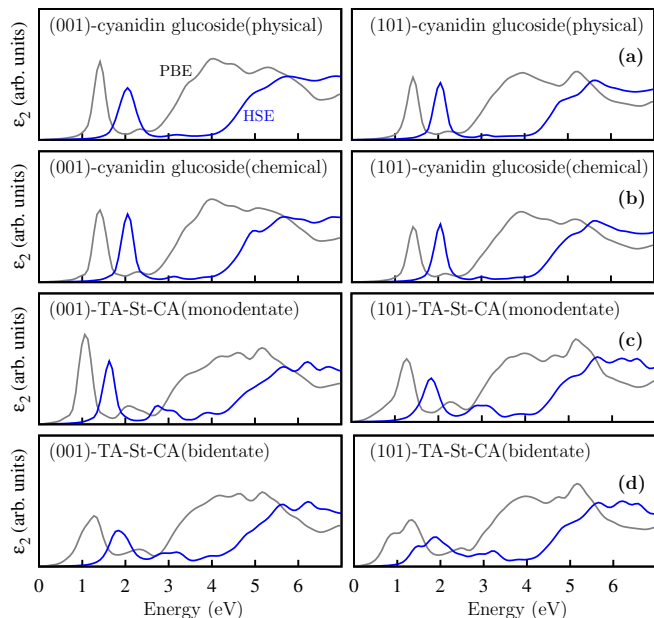 (001)-cyanidin glucoside(physical)
(101)-cyanidin glucoside(physical)
ε2 (arb. units)
PBE
HSE
(a)
(001)-cyanidin glucoside(chemical)
(101)-cyanidin glucoside(chemical)
ε2 (arb. units)
(b)
(001)-TA-St-CA(monodentate)
(101)-TA-St-CA(monodentate)
ε2 (arb. units)
(c)
(001)-TA-St-CA(bidentate)
(101)-TA-St-CA(bidentate)
ε2 (arb. units)
(d)
0 1 2 3 4 5 6
0 1 2 3 4 5 6
Energy (eV)
Energy (eV)